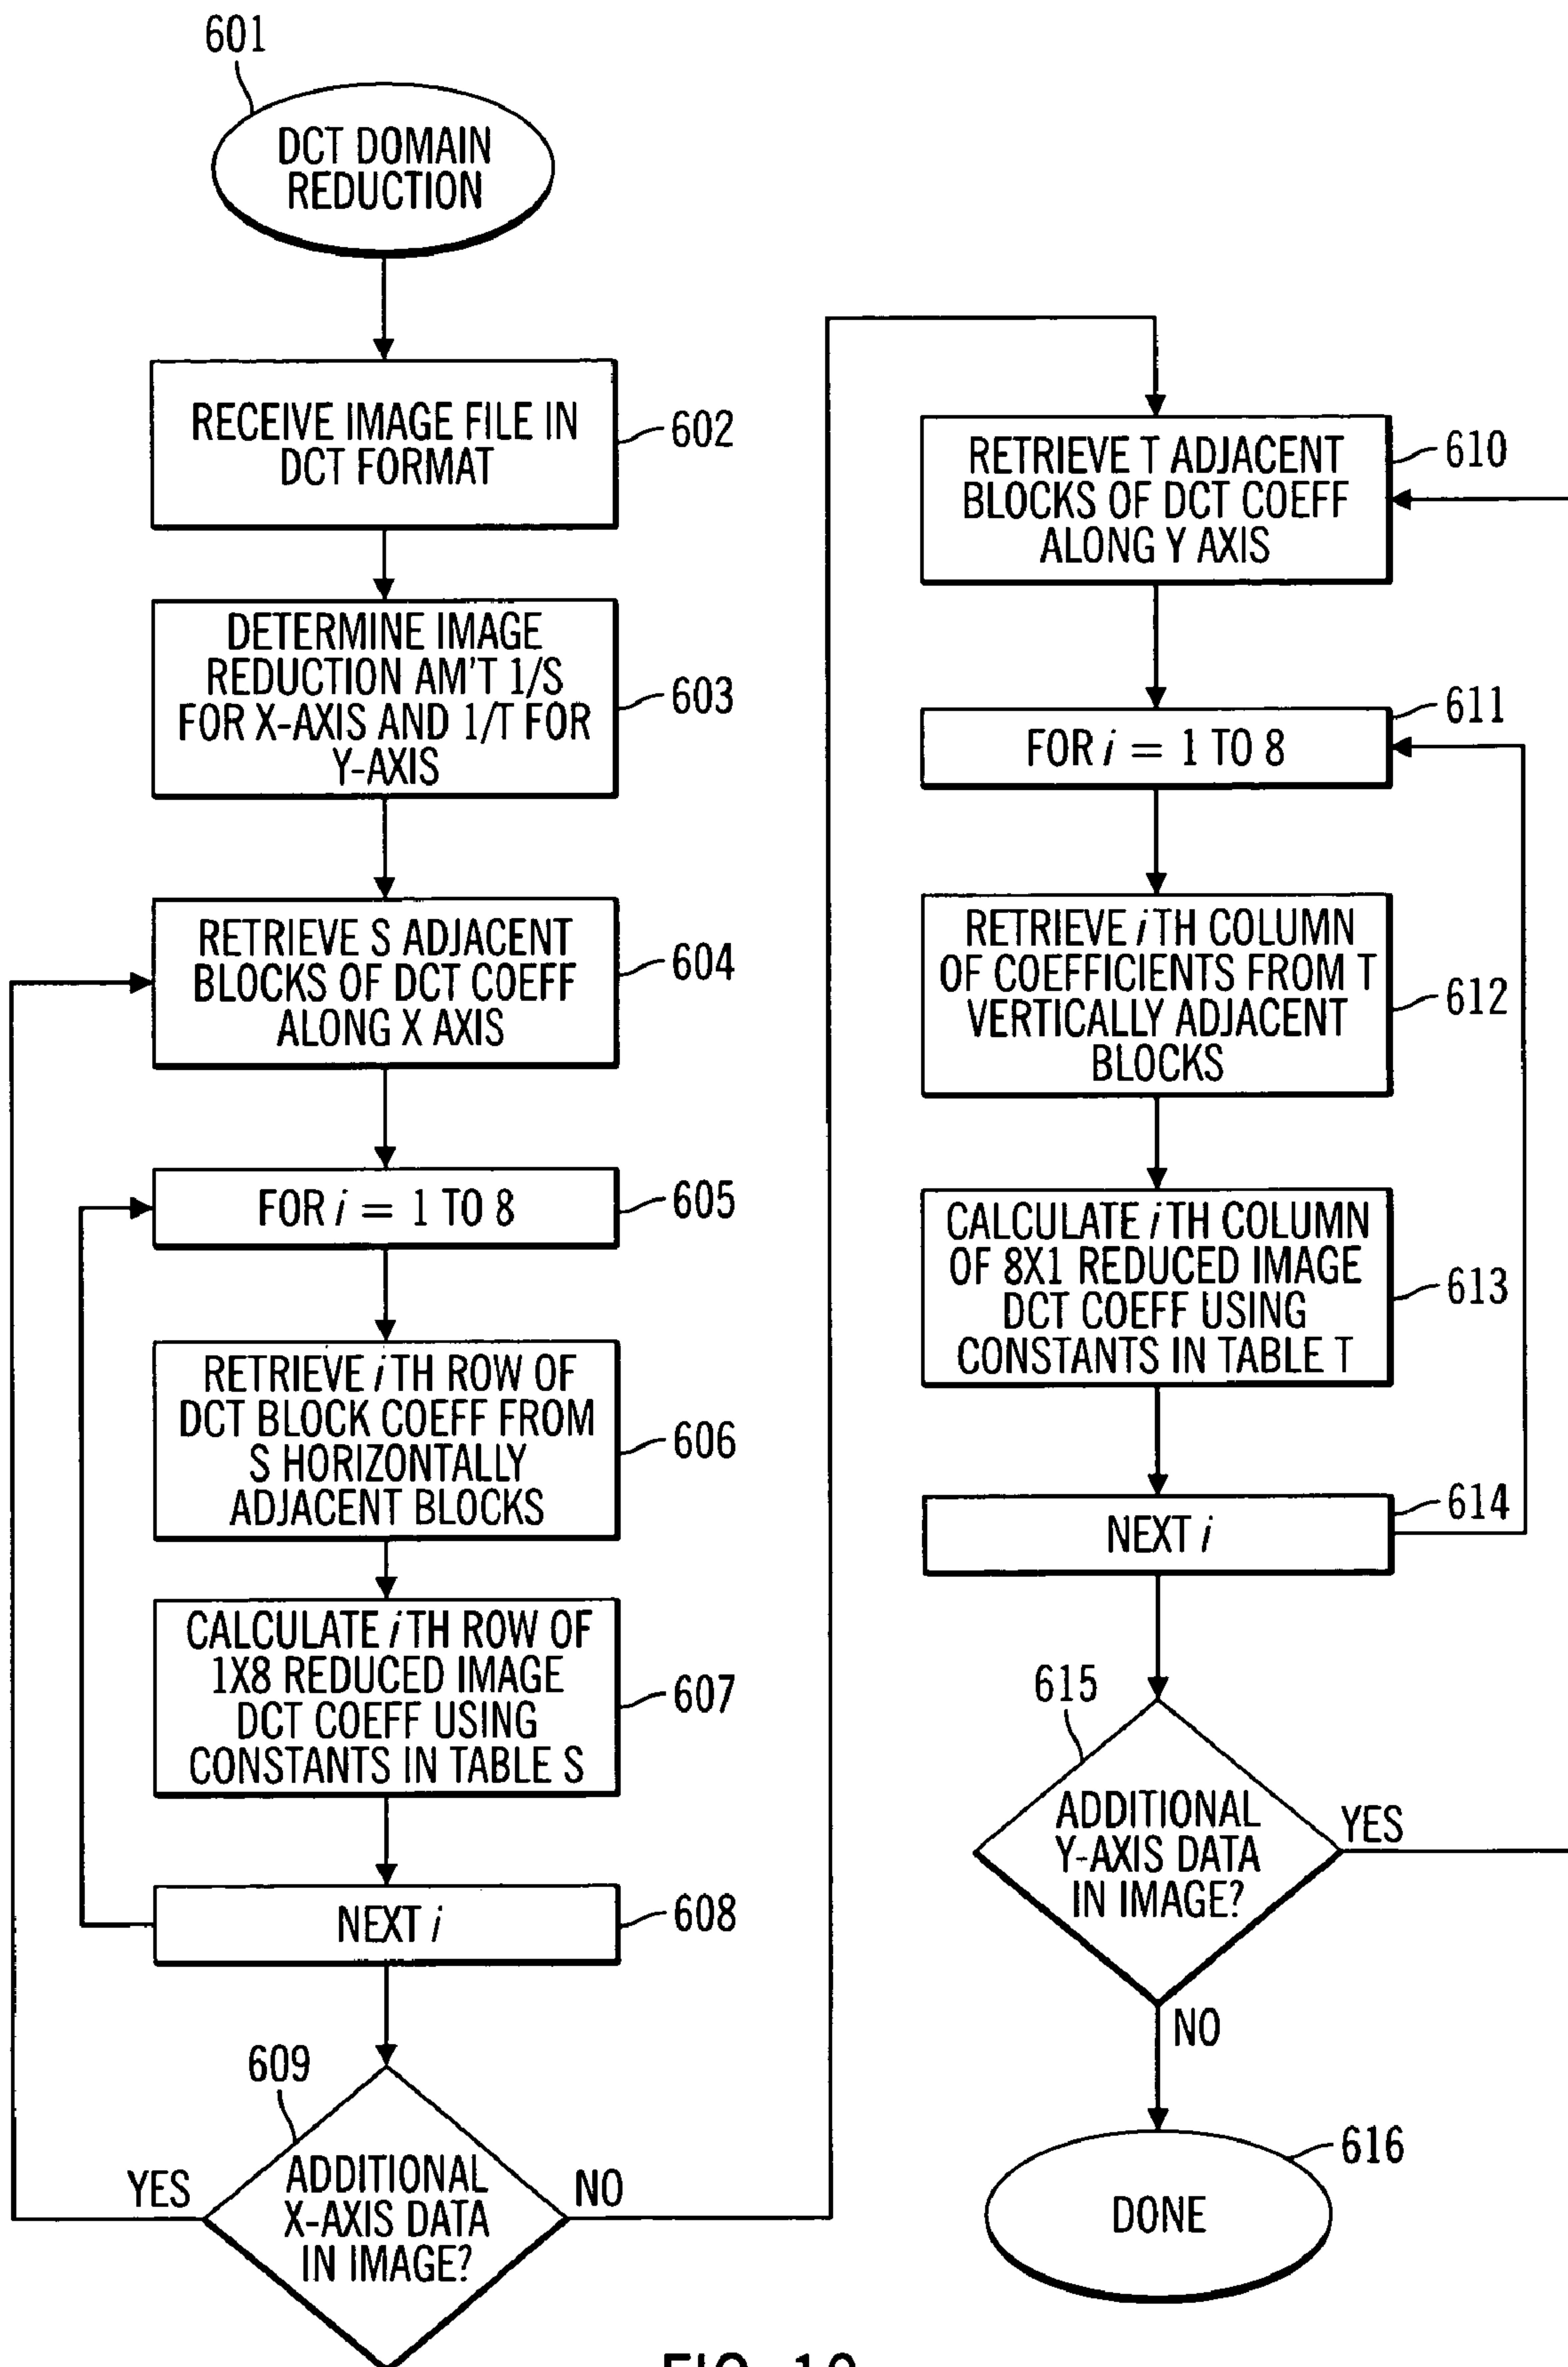 601
DCT DOMAIN
REDUCTION
RECEIVE IMAGE FILE IN
DCT FORMAT
602
DETERMINE IMAGE
REDUCTION AM'T 1/S
FOR X-AXIS AND 1/T FOR
Y-AXIS
603
RETRIEVE S ADJACENT
BLOCKS OF DCT COEFF
ALONG X AXIS
604
FOR i = 1 TO 8
605
RETRIEVE iTH ROW OF
DCT BLOCK COEFF FROM
S HORIZONTALLY
ADJACENT BLOCKS
606
CALCULATE iTH ROW OF
1X8 REDUCED IMAGE
DCT COEFF USING
CONSTANTS IN TABLE S
607
NEXT i
608
609
ADDITIONAL
X-AXIS DATA
IN IMAGE?
YES
NO
RETRIEVE T ADJACENT
BLOCKS OF DCT COEFF
ALONG Y AXIS
610
FOR i = 1 TO 8
611
RETRIEVE iTH COLUMN
OF COEFFICIENTS FROM T
VERTICALLY ADJACENT
BLOCKS
612
CALCULATE iTH COLUMN
OF 8X1 REDUCED IMAGE
DCT COEFF USING
CONSTANTS IN TABLE T
613
NEXT i
614
615
ADDITIONAL
Y-AXIS DATA
IN IMAGE?
YES
NO
DONE
616